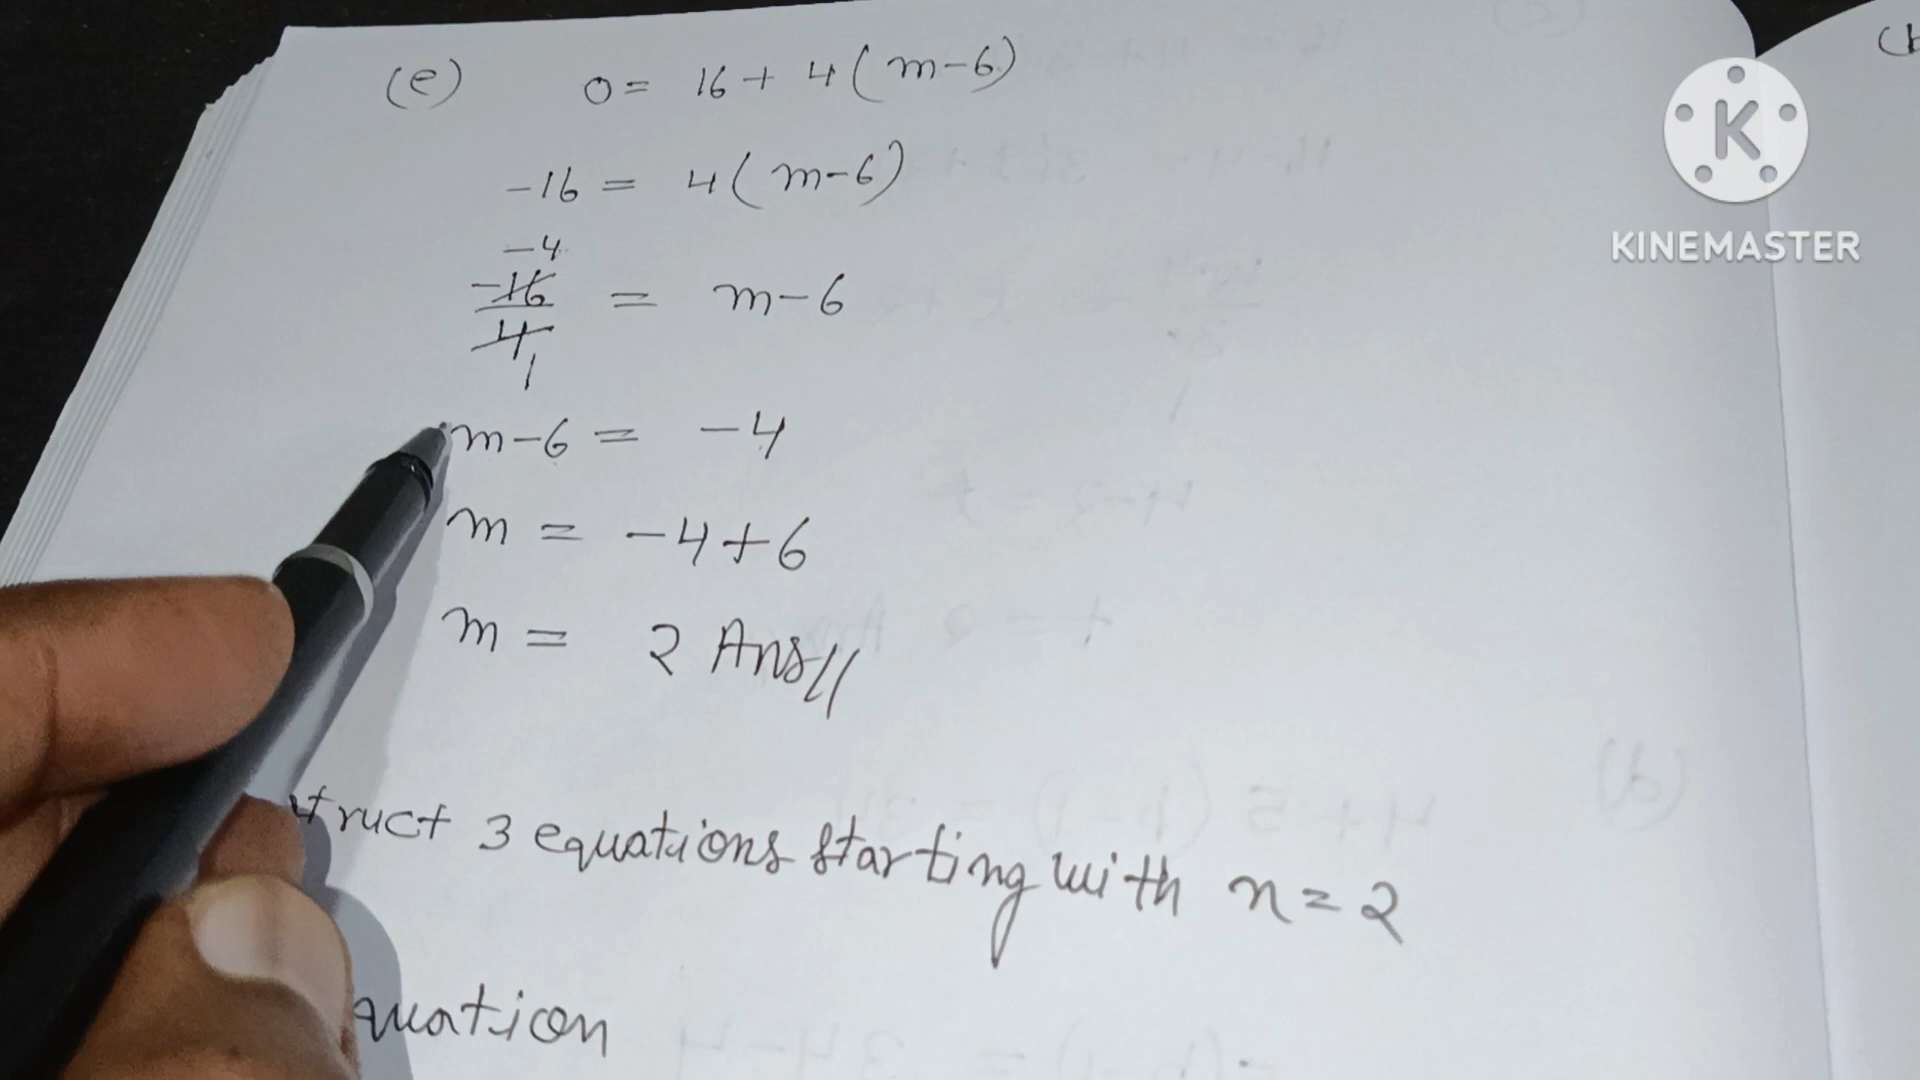 (e) 0 = 16 + 4(m-6)
-16 = 4(m-6)
-4
-16/4 = m-6
1
m-6 = -4
m = -4+6
m = 2 Ans//
truct 3 equations starting with x = 2
quation
K
KINEMASTER